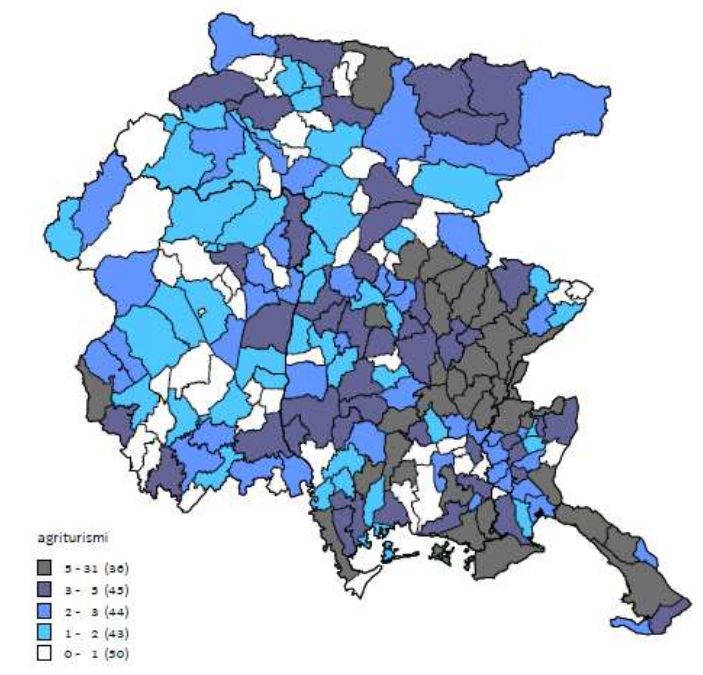 agriturismi
5 - 31 (36)
3 - 5 (45)
2 - 3 (44)
1 - 2 (43)
0 - 1 (50)